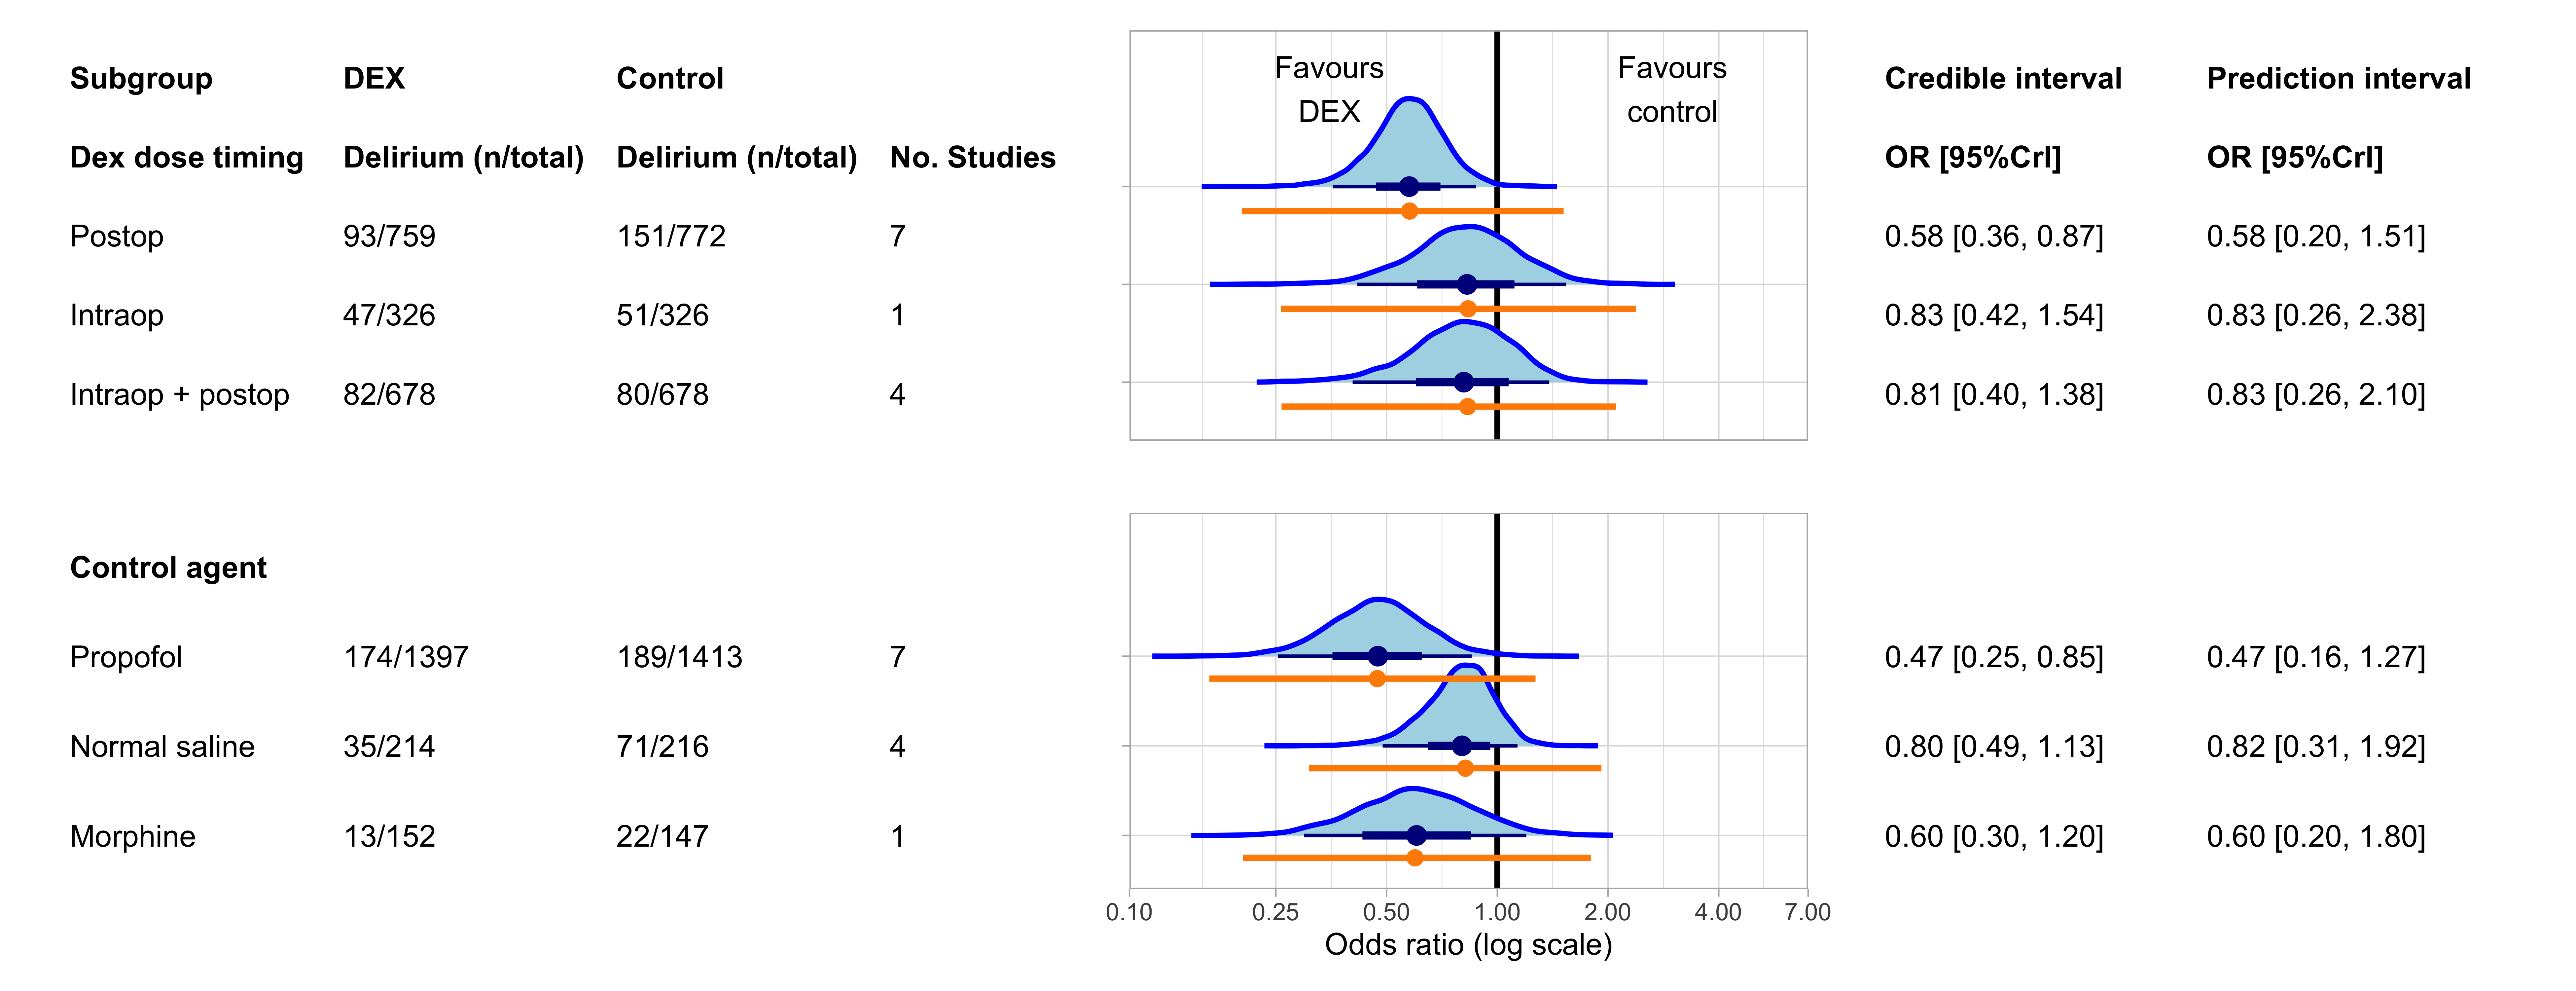 Subgroup DEX Control Favours DEX Favours control Credible interval Prediction interval
Dex dose timing Delirium (n/total) Delirium (n/total) No. Studies OR [95%CrI] OR [95%CrI]
Postop 93/759 151/772 7 0.58 [0.36, 0.87] 0.58 [0.20, 1.51]
Intraop 47/326 51/326 1 0.83 [0.42, 1.54] 0.83 [0.26, 2.38]
Intraop + postop 82/678 80/678 4 0.81 [0.40, 1.38] 0.83 [0.26, 2.10]
Control agent
Propofol 174/1397 189/1413 7 0.47 [0.25, 0.85] 0.47 [0.16, 1.27]
Normal saline 35/214 71/216 4 0.80 [0.49, 1.13] 0.82 [0.31, 1.92]
Morphine 13/152 22/147 1 0.60 [0.30, 1.20] 0.60 [0.20, 1.80]
0.10 0.25 0.50 1.00 2.00 4.00 7.00
Odds ratio (log scale)